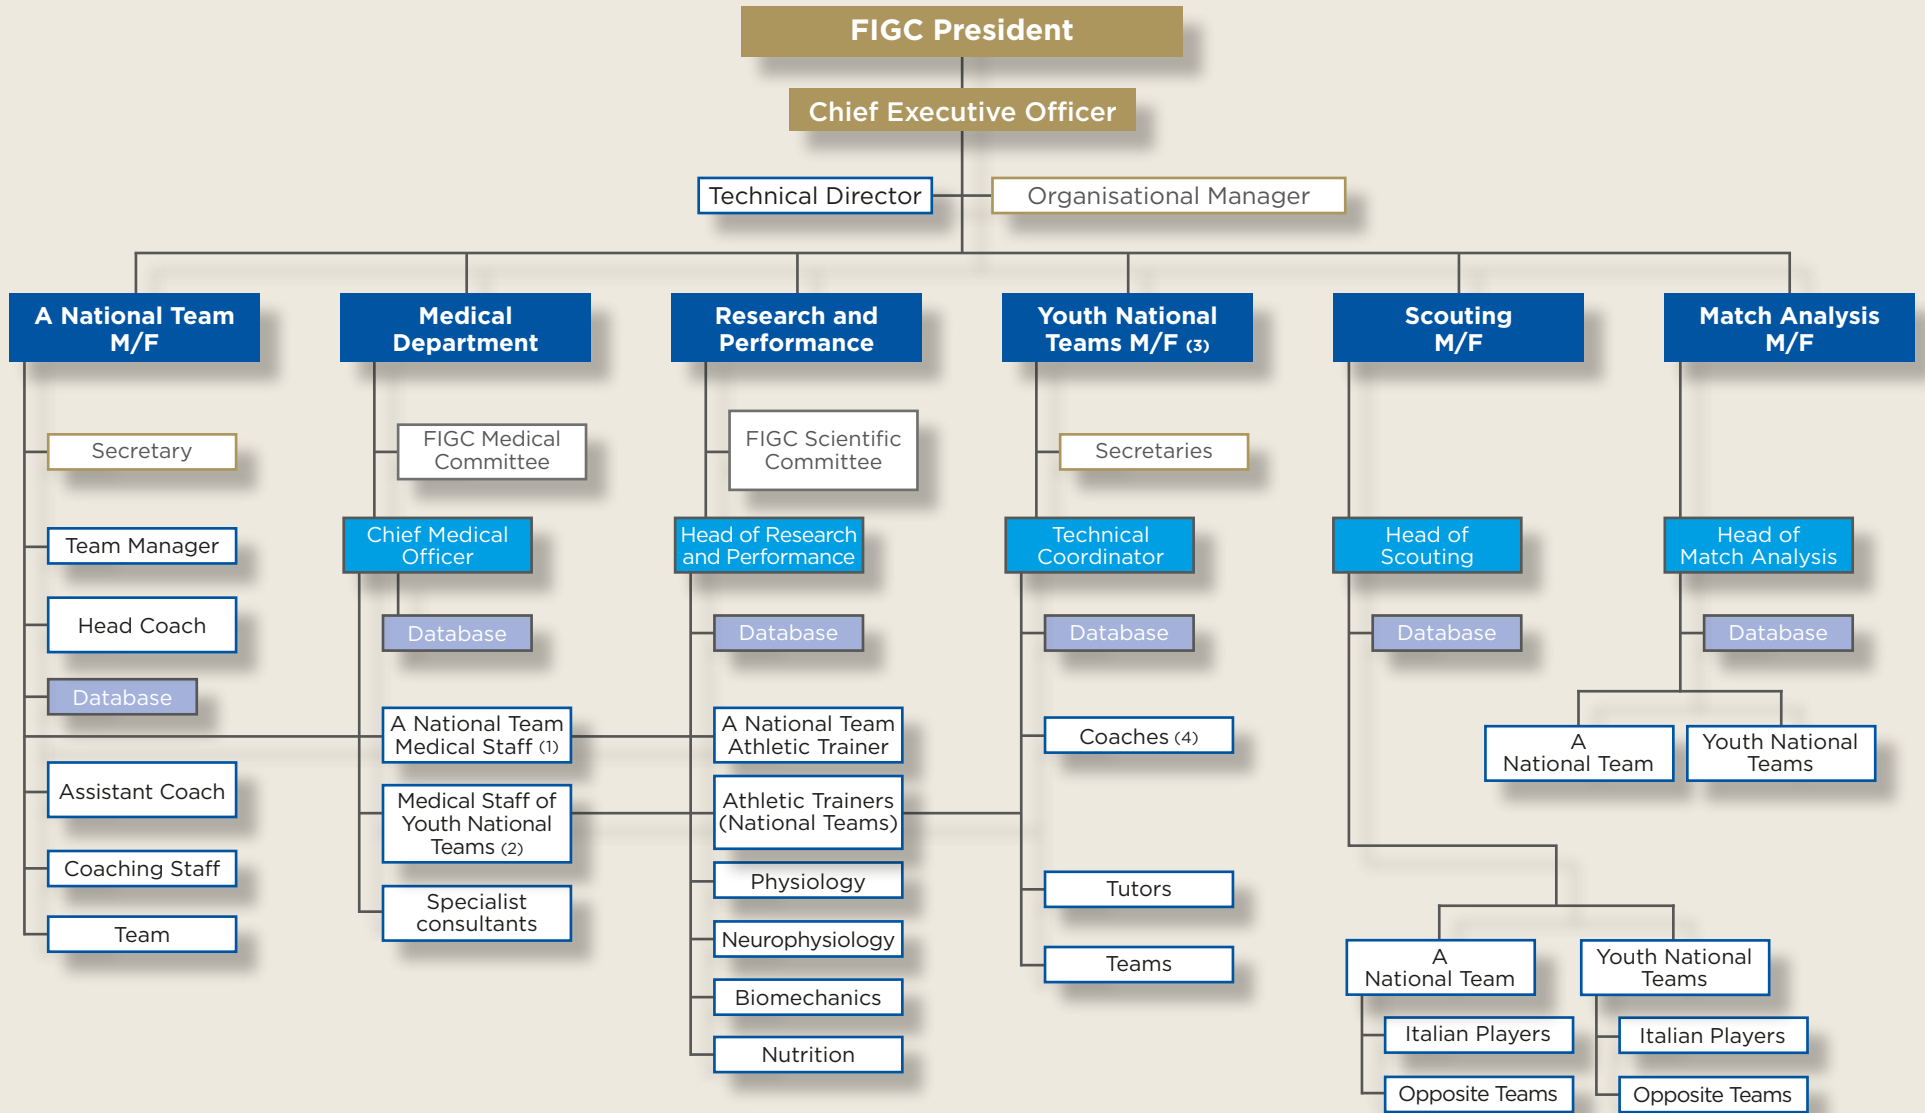 FIGC President
Chief Executive Officer
Technical Director
Organisational Manager
A National Team
M/F
Medical
Department
Research and
Performance
Youth National
Teams M/F (3)
Scouting
M/F
Match Analysis
M/F
Secretary
Team Manager
Head Coach
Database
Assistant Coach
Coaching Staff
Team
FIGC Medical
Committee
Chief Medical
Officer
Database
A National Team
Medical Staff (1)
Medical Staff of
Youth National
Teams (2)
Specialist
consultants
FIGC Scientific
Committee
Head of Research
and Performance
Database
A National Team
Athletic Trainer
Athletic Trainers
(National Teams)
Physiology
Neurophysiology
Biomechanics
Nutrition
Secretaries
Technical
Coordinator
Database
Coaches (4)
Tutors
Teams
Head of
Scouting
Database
A
National Team
Italian Players
Opposite Teams
Youth National
Teams
Italian Players
Opposite Teams
Head of
Match Analysis
Database
A
National Team
Youth National
Teams